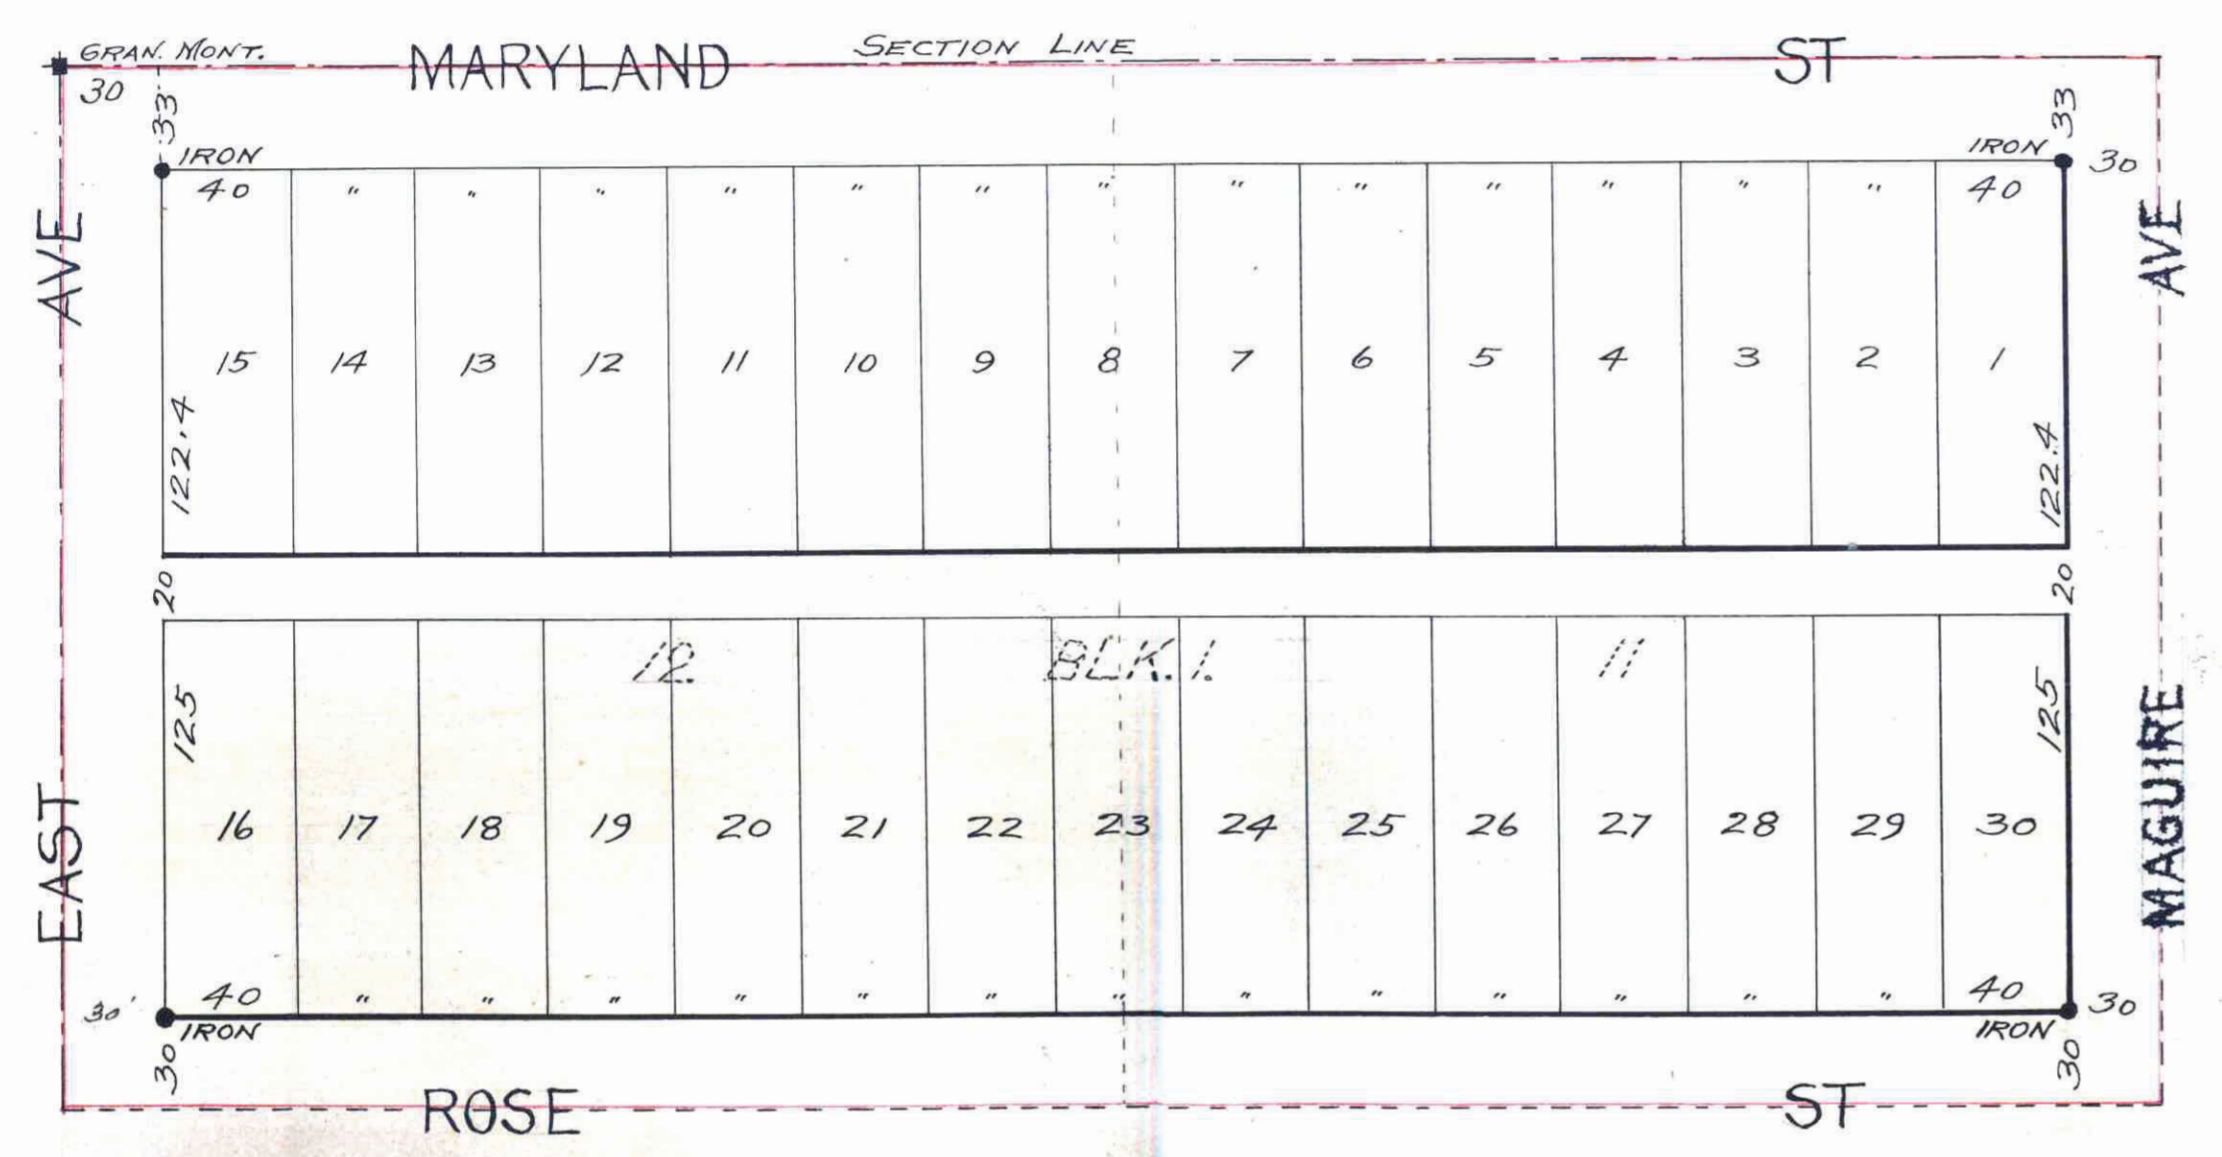 GRAN. MONT. MARYLAND SECTION LINE ST
30 33 33
IRON IRON 30
40 " " " " " " " " " " " " " 40
AVE AVE
15 14 13 12 11 10 9 8 7 6 5 4 3 2 1
122.4 122.4
20 20
12. BLK. 1. 11
125 125
EAST MAGUIRE
16 17 18 19 20 21 22 23 24 25 26 27 28 29 30
30' 40 " " " " " " " " " " " " " 40 30
IRON IRON
30 30
ROSE ST